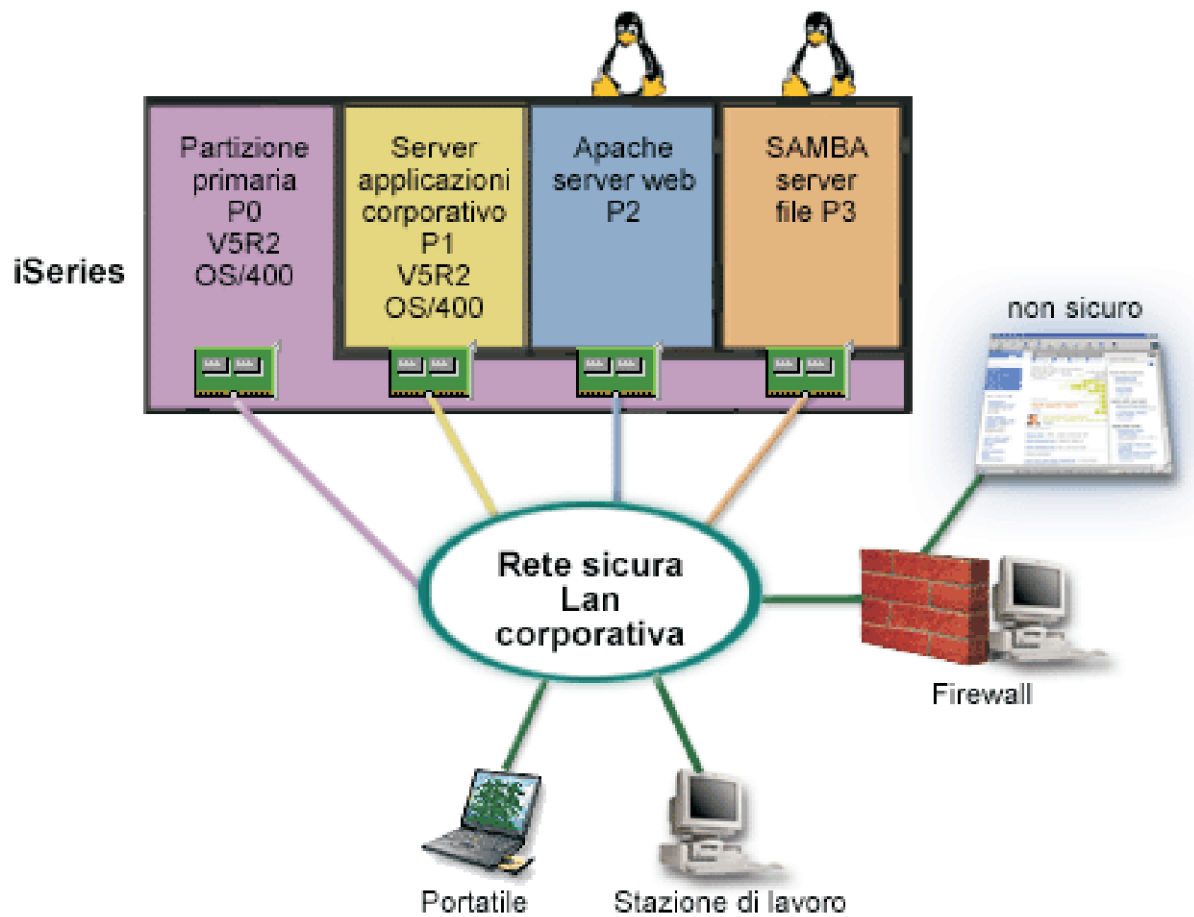 Partizione
primaria
P0
V5R2
OS/400
Server
applicazioni
corporativo
P1
V5R2
OS/400
Apache
server web
P2
SAMBA
server
file P3
iSeries
non sicuro
Rete sicura
Lan
corporativa
Firewall
Portatile
Stazione di lavoro